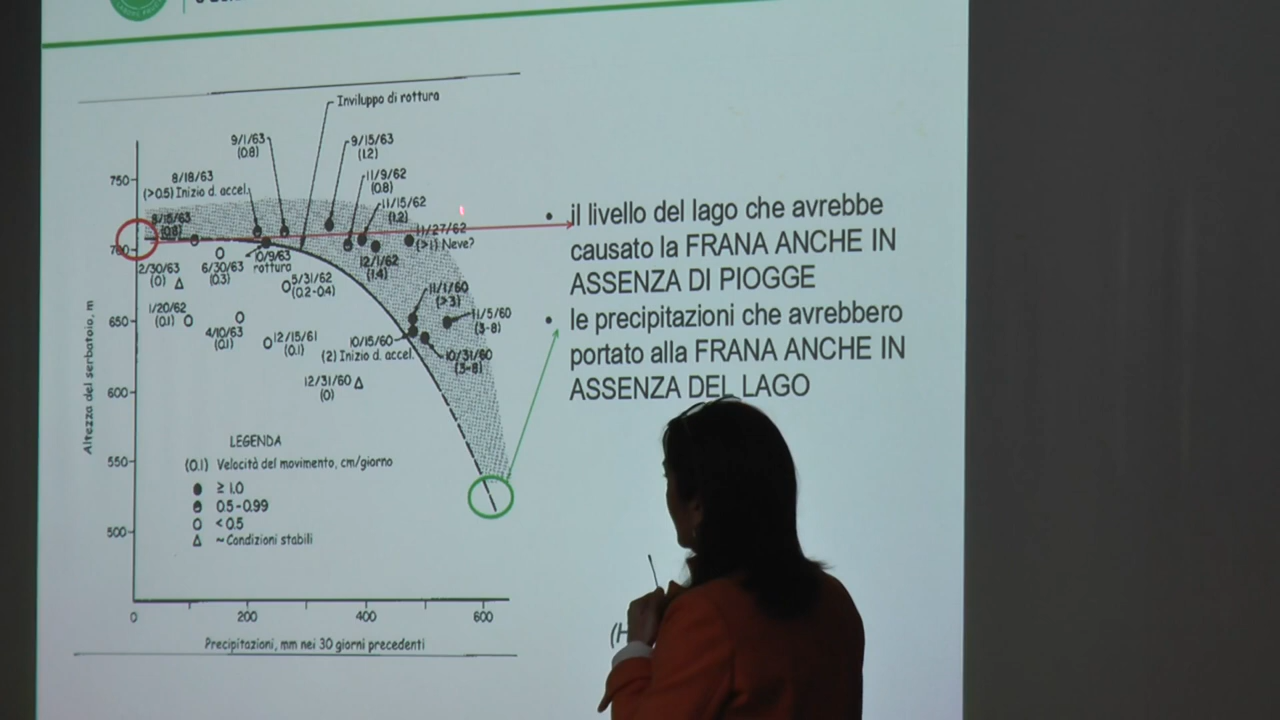 Inviluppo di rottura
9/1/63
(0.8)
9/15/63
(1.2)
8/18/63
(>0.5) Inizio d. accel.
11/9/62
(0.8)
11/15/62
(1.2)
8/15/63
(0.8)
11/27/62
(>1) Neve?
2/30/63
(0)
6/30/63
(0.3)
10/9/63
rottura
12/1/62
(1.4)
5/31/62
(0.2-0.4)
1/20/62
(0.1)
4/10/63
(0.1)
12/15/61
(0.1)
11/1/60
(>3)
11/5/60
(3-8)
10/15/60
(2) Inizio d. accel.
10/31/60
(3-8)
12/31/60
(0)
750
700
650
600
550
500
Altezza del serbatoio, m
LEGENDA
(0.1) Velocità del movimento, cm/giorno
≥ 1.0
0.5-0.99
< 0.5
~ Condizioni stabili
0 200 400 600
Precipitazioni, mm nei 30 giorni precedenti
• il livello del lago che avrebbe
causato la FRANA ANCHE IN
ASSENZA DI PIOGGE
• le precipitazioni che avrebbero
portato alla FRANA ANCHE IN
ASSENZA DEL LAGO
(H